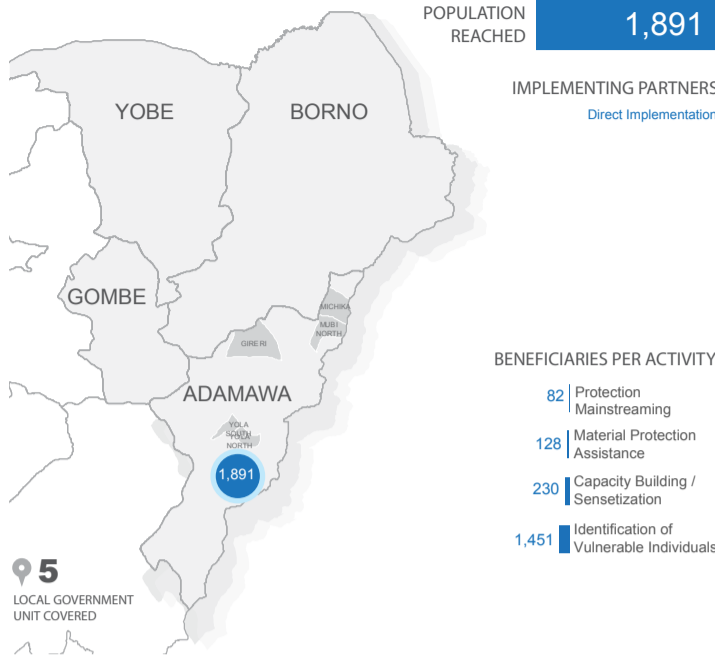 POPULATION
REACHED
1,891
IMPLEMENTING PARTNERS
Direct Implementation
YOBE
BORNO
GOMBE
MICHIKA
MUBI
NORTH
GIRERI
ADAMAWA
YOLA
SOUTH
YOLA
NORTH
1,891
BENEFICIARIES PER ACTIVITY
82 Protection
Mainstreaming
128 Material Protection
Assistance
230 Capacity Building /
Sensetization
1,451 Identification of
Vulnerable Individuals
5
LOCAL GOVERNMENT
UNIT COVERED